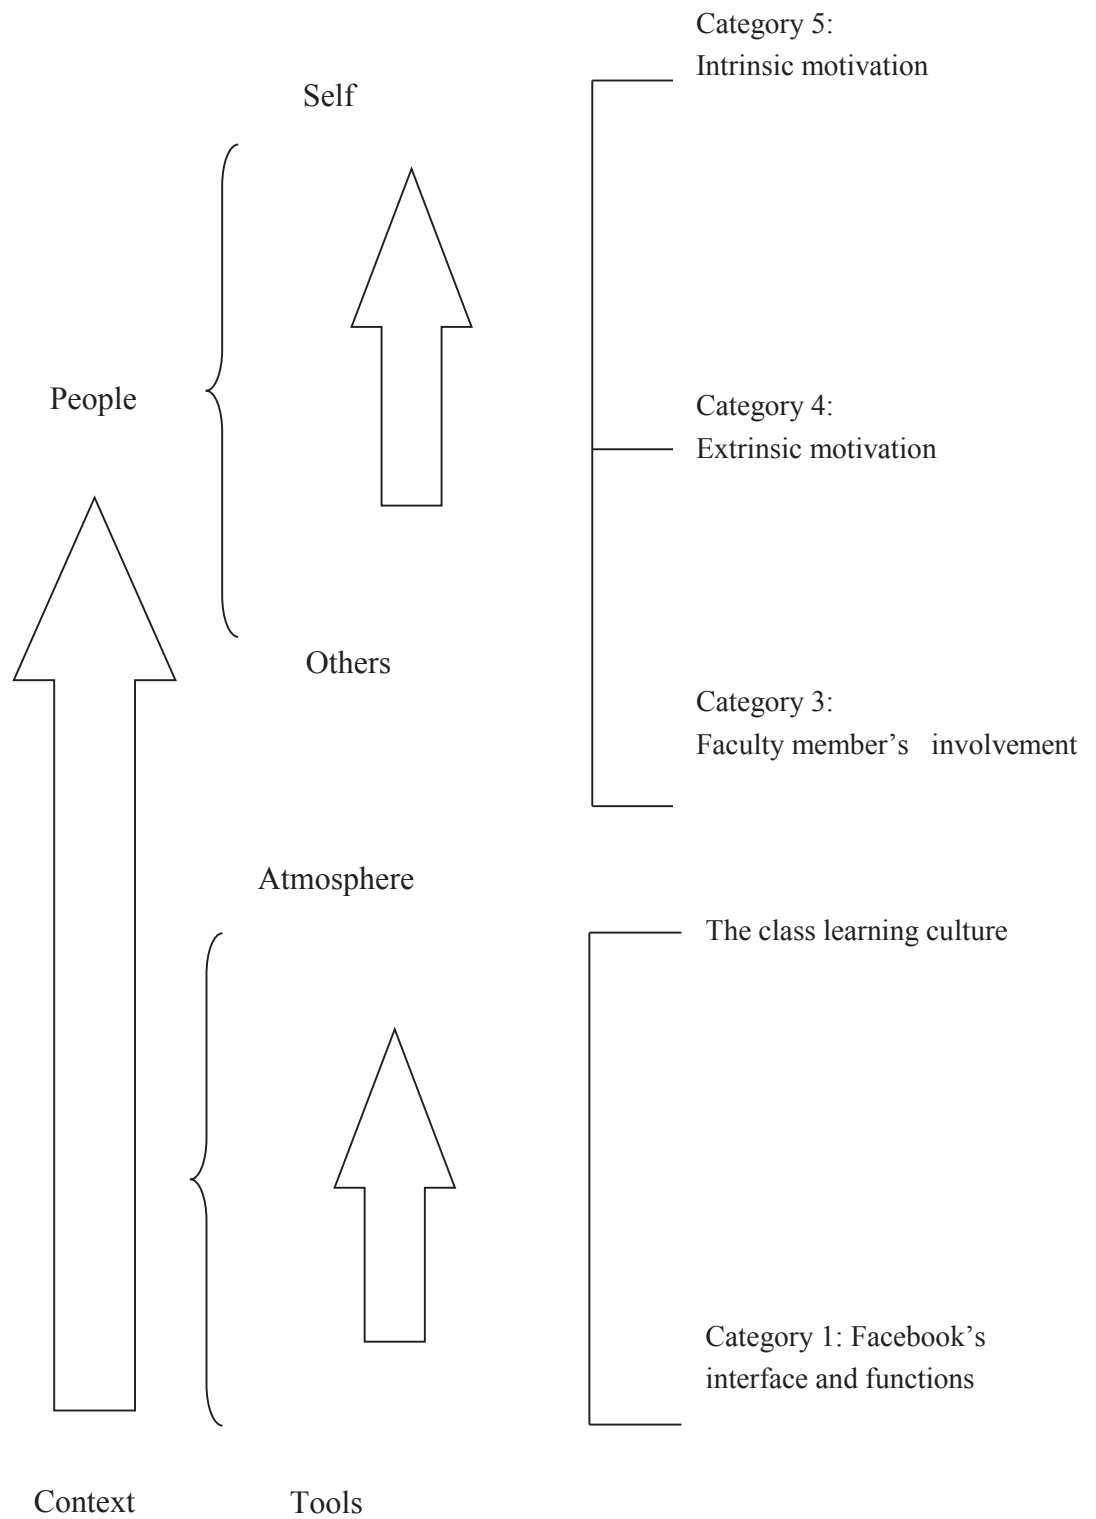 Category 5:
Intrinsic motivation
Self
People
Category 4:
Extrinsic motivation
Others
Category 3:
Faculty member’s involvement
Atmosphere
The class learning culture
Category 1: Facebook’s
interface and functions
Context
Tools